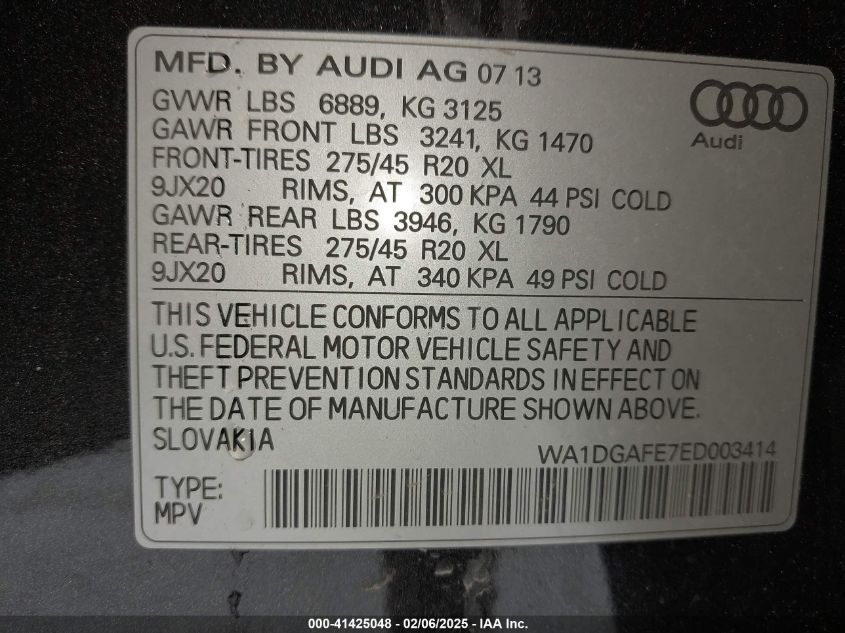 MFD. BY AUDI AG 07 13
GVWR LBS 6889, KG 3125
GAWR FRONT LBS 3241, KG 1470
FRONT-TIRES 275/45 R20 XL
9JX20 RIMS, AT 300 KPA 44 PSI COLD
GAWR REAR LBS 3946, KG 1790
REAR-TIRES 275/45 R20 XL
9JX20 RIMS, AT 340 KPA 49 PSI COLD
Audi
THIS VEHICLE CONFORMS TO ALL APPLICABLE
U.S. FEDERAL MOTOR VEHICLE SAFETY AND
THEFT PREVENTION STANDARDS IN EFFECT ON
THE DATE OF MANUFACTURE SHOWN ABOVE.
SLOVAKIA
WA1DGAFE7ED003414
TYPE:
MPV
000-41425048 - 02/06/2025 - IAA Inc.